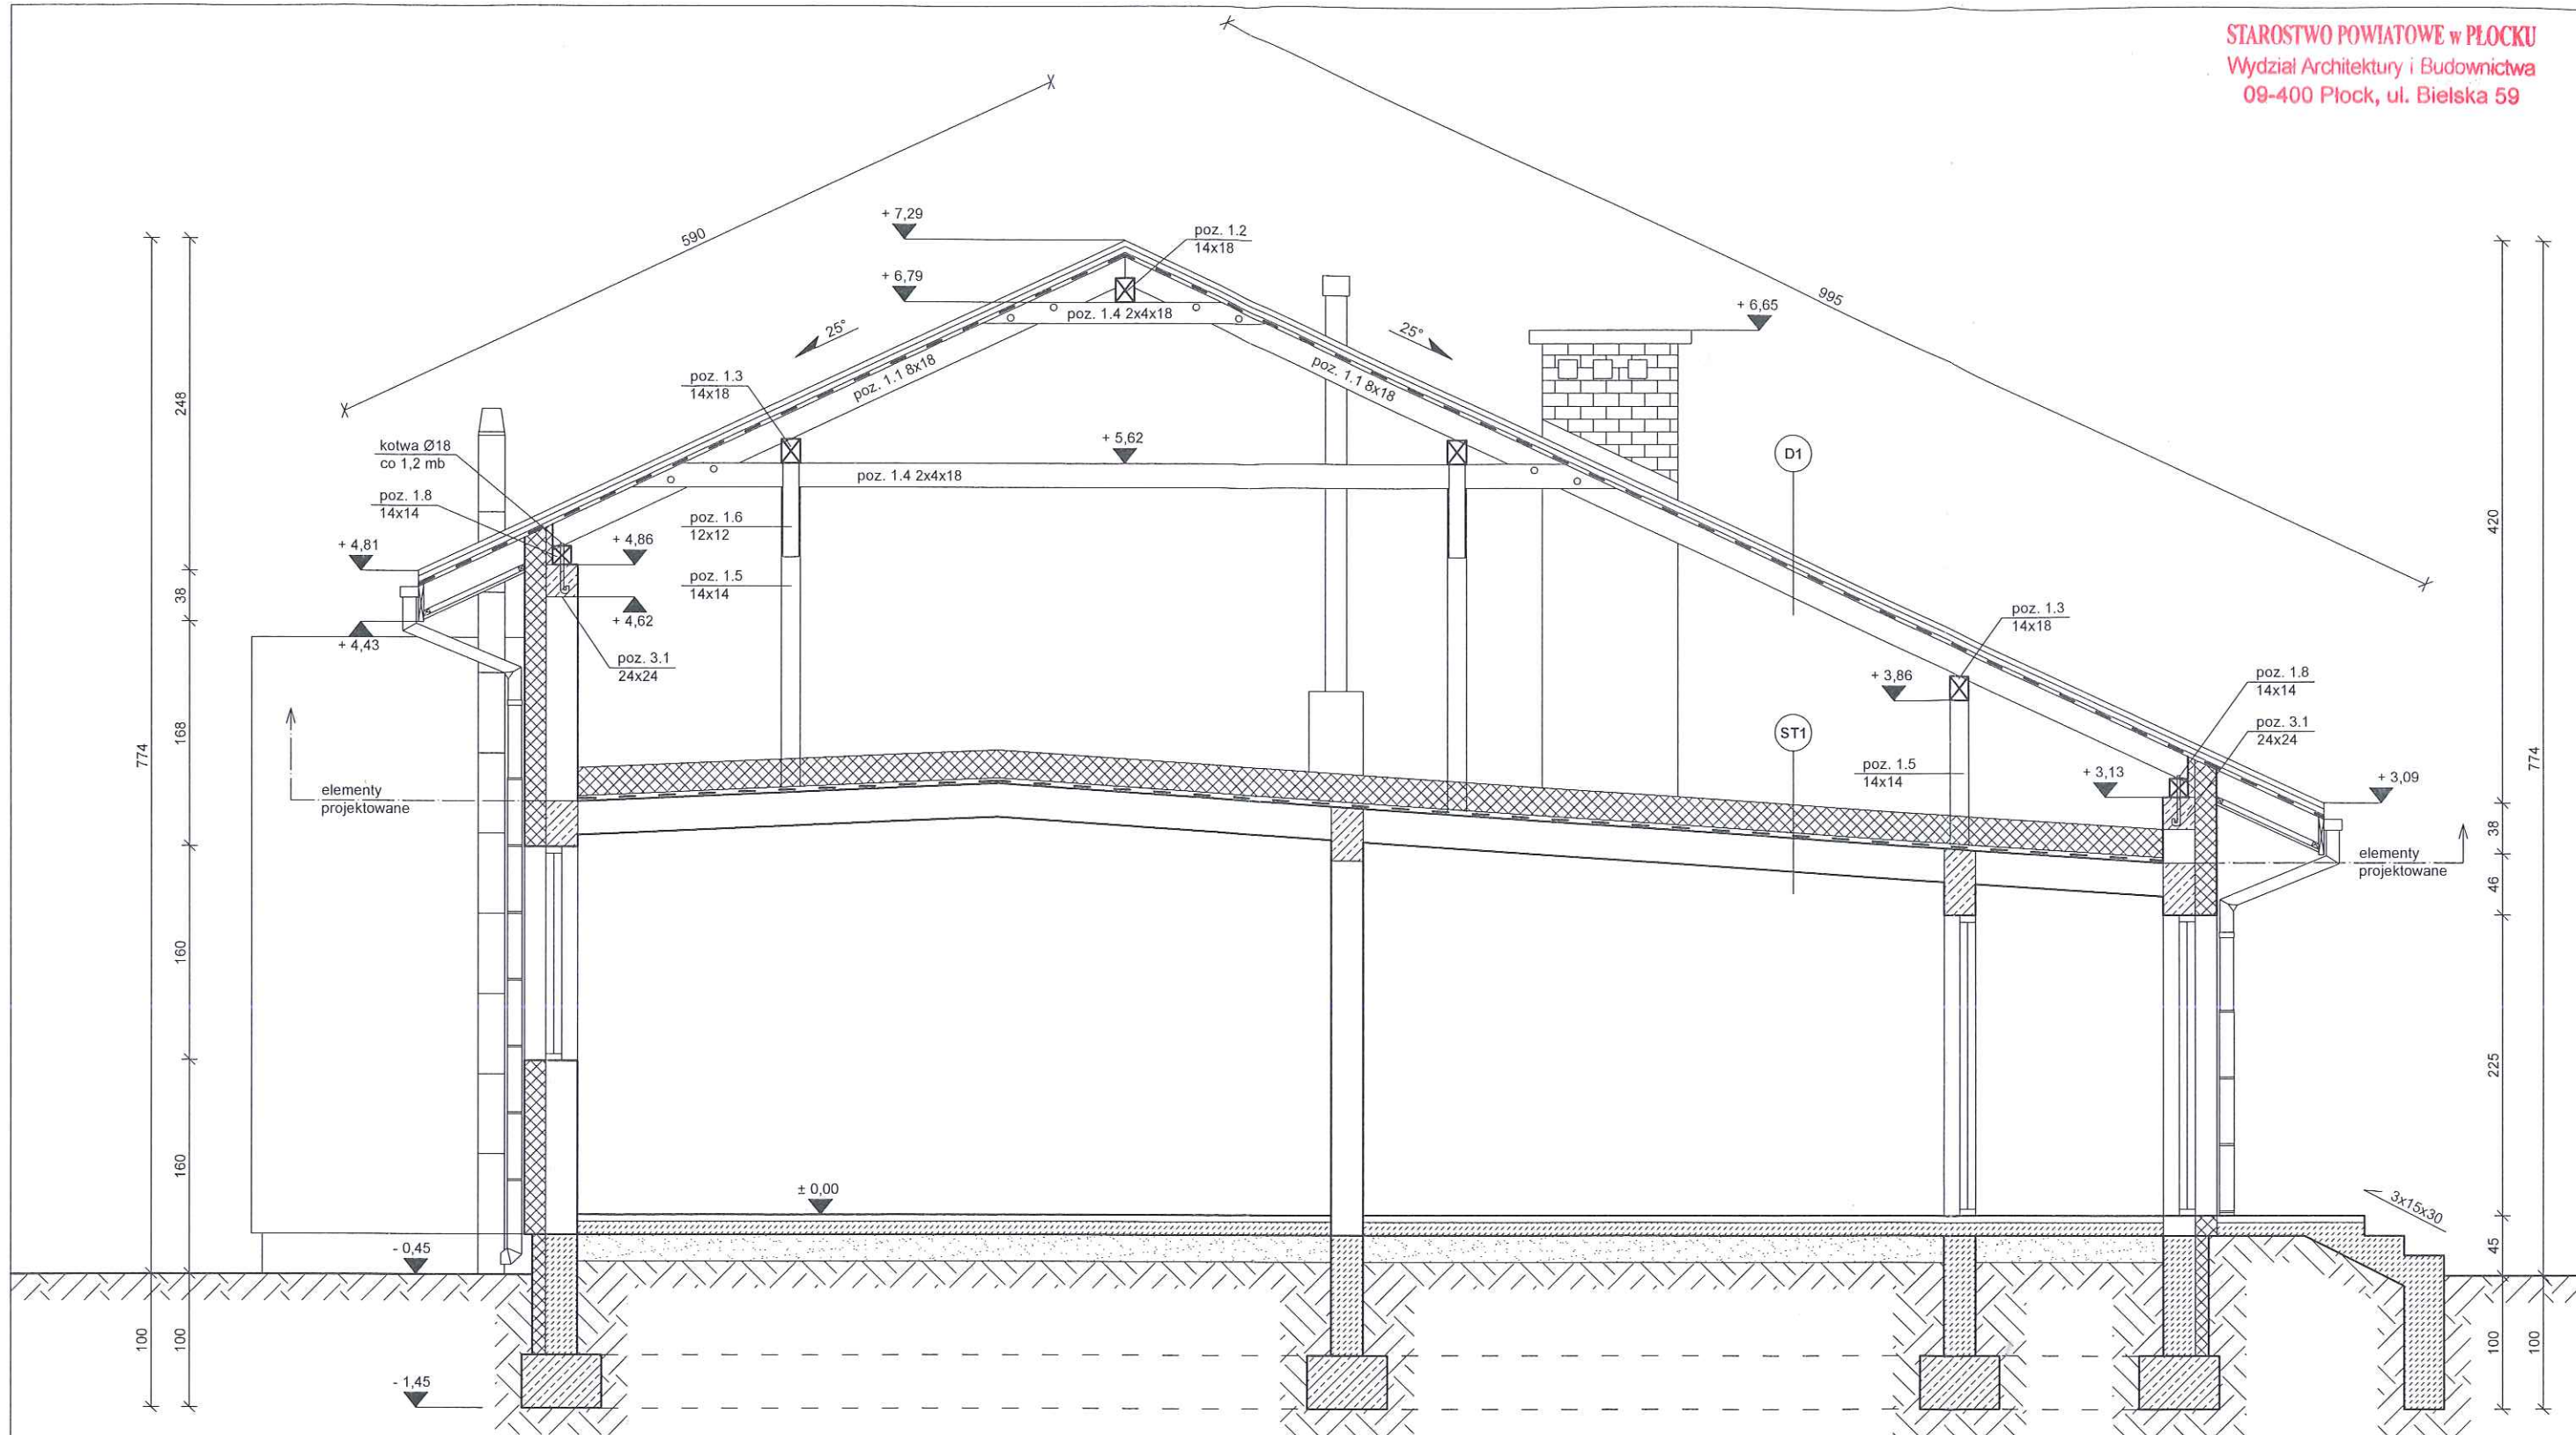 STAROSTWO POWIATOWE w PŁOCKU
Wydział Architektury i Budownictwa
09-400 Płock, ul. Bielska 59
590
995
+ 7,29
poz. 1.2
14x18
+ 6,79
poz. 1.4 2x4x18
+ 6,65
25°
25°
poz. 1.3
14x18
poz. 1.1 8x18
poz. 1.1 8x18
248
kotwa Ø18
co 1,2 mb
+ 5,62
D1
poz. 1.4 2x4x18
poz. 1.8
14x14
poz. 1.6
12x12
420
+ 4,81
+ 4,86
poz. 1.5
14x14
38
+ 4,62
+ 4,43
poz. 3.1
24x24
poz. 1.3
14x18
+ 3,86
poz. 1.8
14x14
168
774
ST1
poz. 3.1
24x24
774
poz. 1.5
14x14
+ 3,13
+ 3,09
elementy
projektowane
38
elementy
projektowane
46
160
225
160
± 0,00
3x15x30
- 0,45
45
100
100
100
100
- 1,45